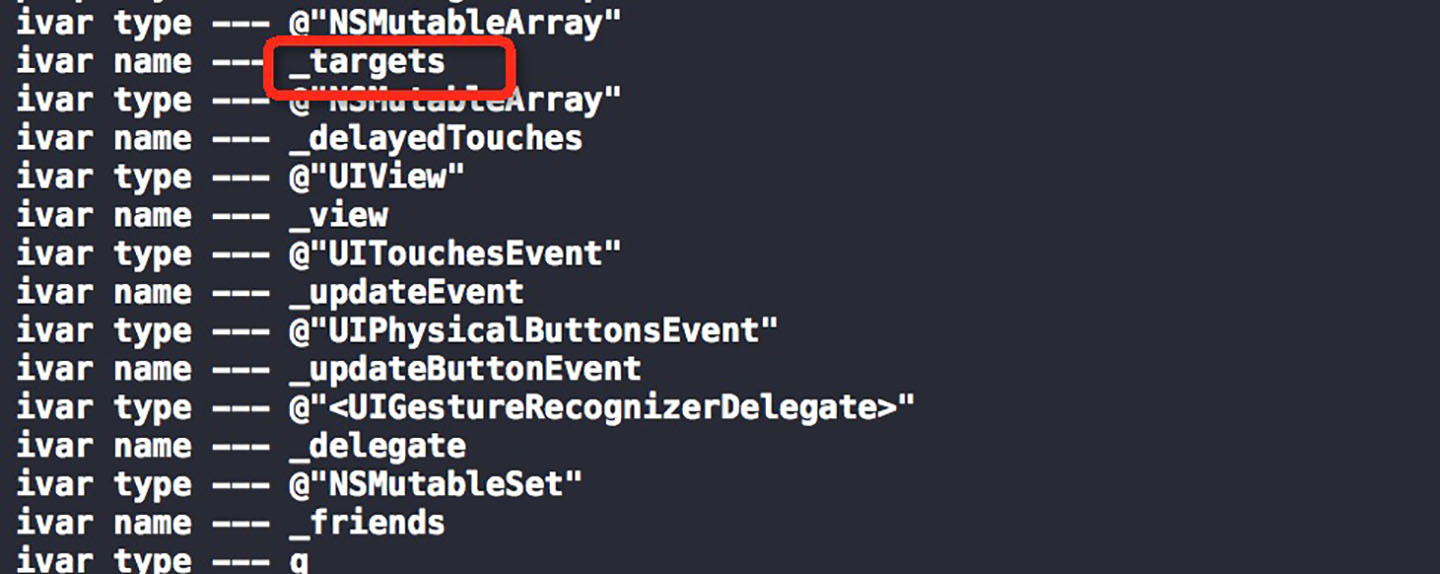 ivar type --- @"NSMutableArray"
ivar name --- _targets
ivar type --- @"NSMutableArray"
ivar name --- _delayedTouches
ivar type --- @"UIView"
ivar name --- _view
ivar type --- @"UITouchesEvent"
ivar name --- _updateEvent
ivar type --- @"UIPhysicalButtonsEvent"
ivar name --- _updateButtonEvent
ivar type --- @"<UIGestureRecognizerDelegate>"
ivar name --- _delegate
ivar type --- @"NSMutableSet"
ivar name --- _friends
ivar type --- q